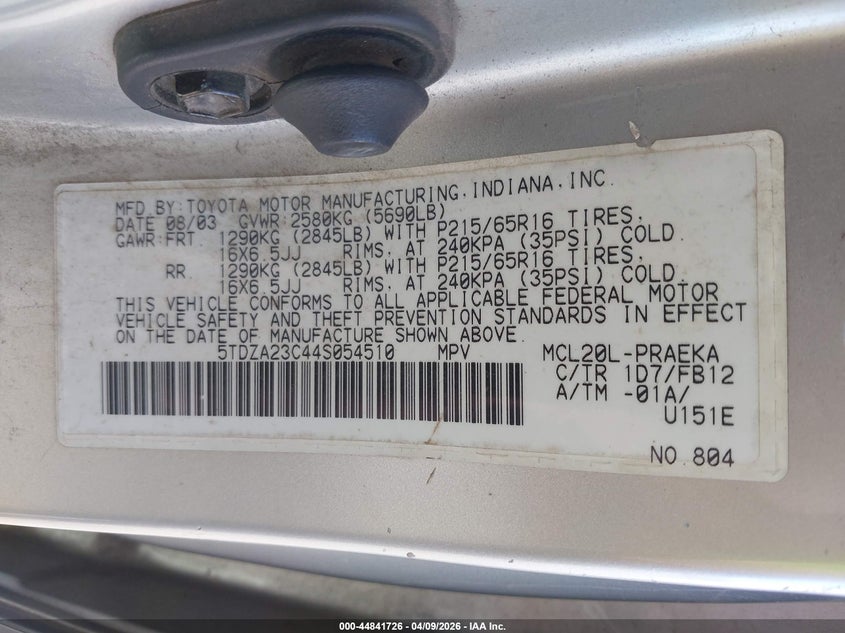 MFD.BY:TOYOTA MOTOR MANUFACTURING,INDIANA,INC.
DATE 08/03 GVWR:2580KG (5690LB)
GAWR:FRT. 1290KG (2845LB) WITH P215/65R16 TIRES,
16X6.5JJ RIMS, AT 240KPA (35PSI) COLD.
RR. 1290KG (2845LB) WITH P215/65R16 TIRES,
16X6.5JJ RIMS, AT 240KPA (35PSI) COLD.
THIS VEHICLE CONFORMS TO ALL APPLICABLE FEDERAL MOTOR
VEHICLE SAFETY AND THEFT PREVENTION STANDARDS IN EFFECT
ON THE DATE OF MANUFACTURE SHOWN ABOVE.
5TDZA23C44S054510 MPV MCL20L-PRAEKA
C/TR 1D7/FB12
A/TM -01A/
U151E
NO.804
000-44841726 | 04/09/2026 | IAA Inc.